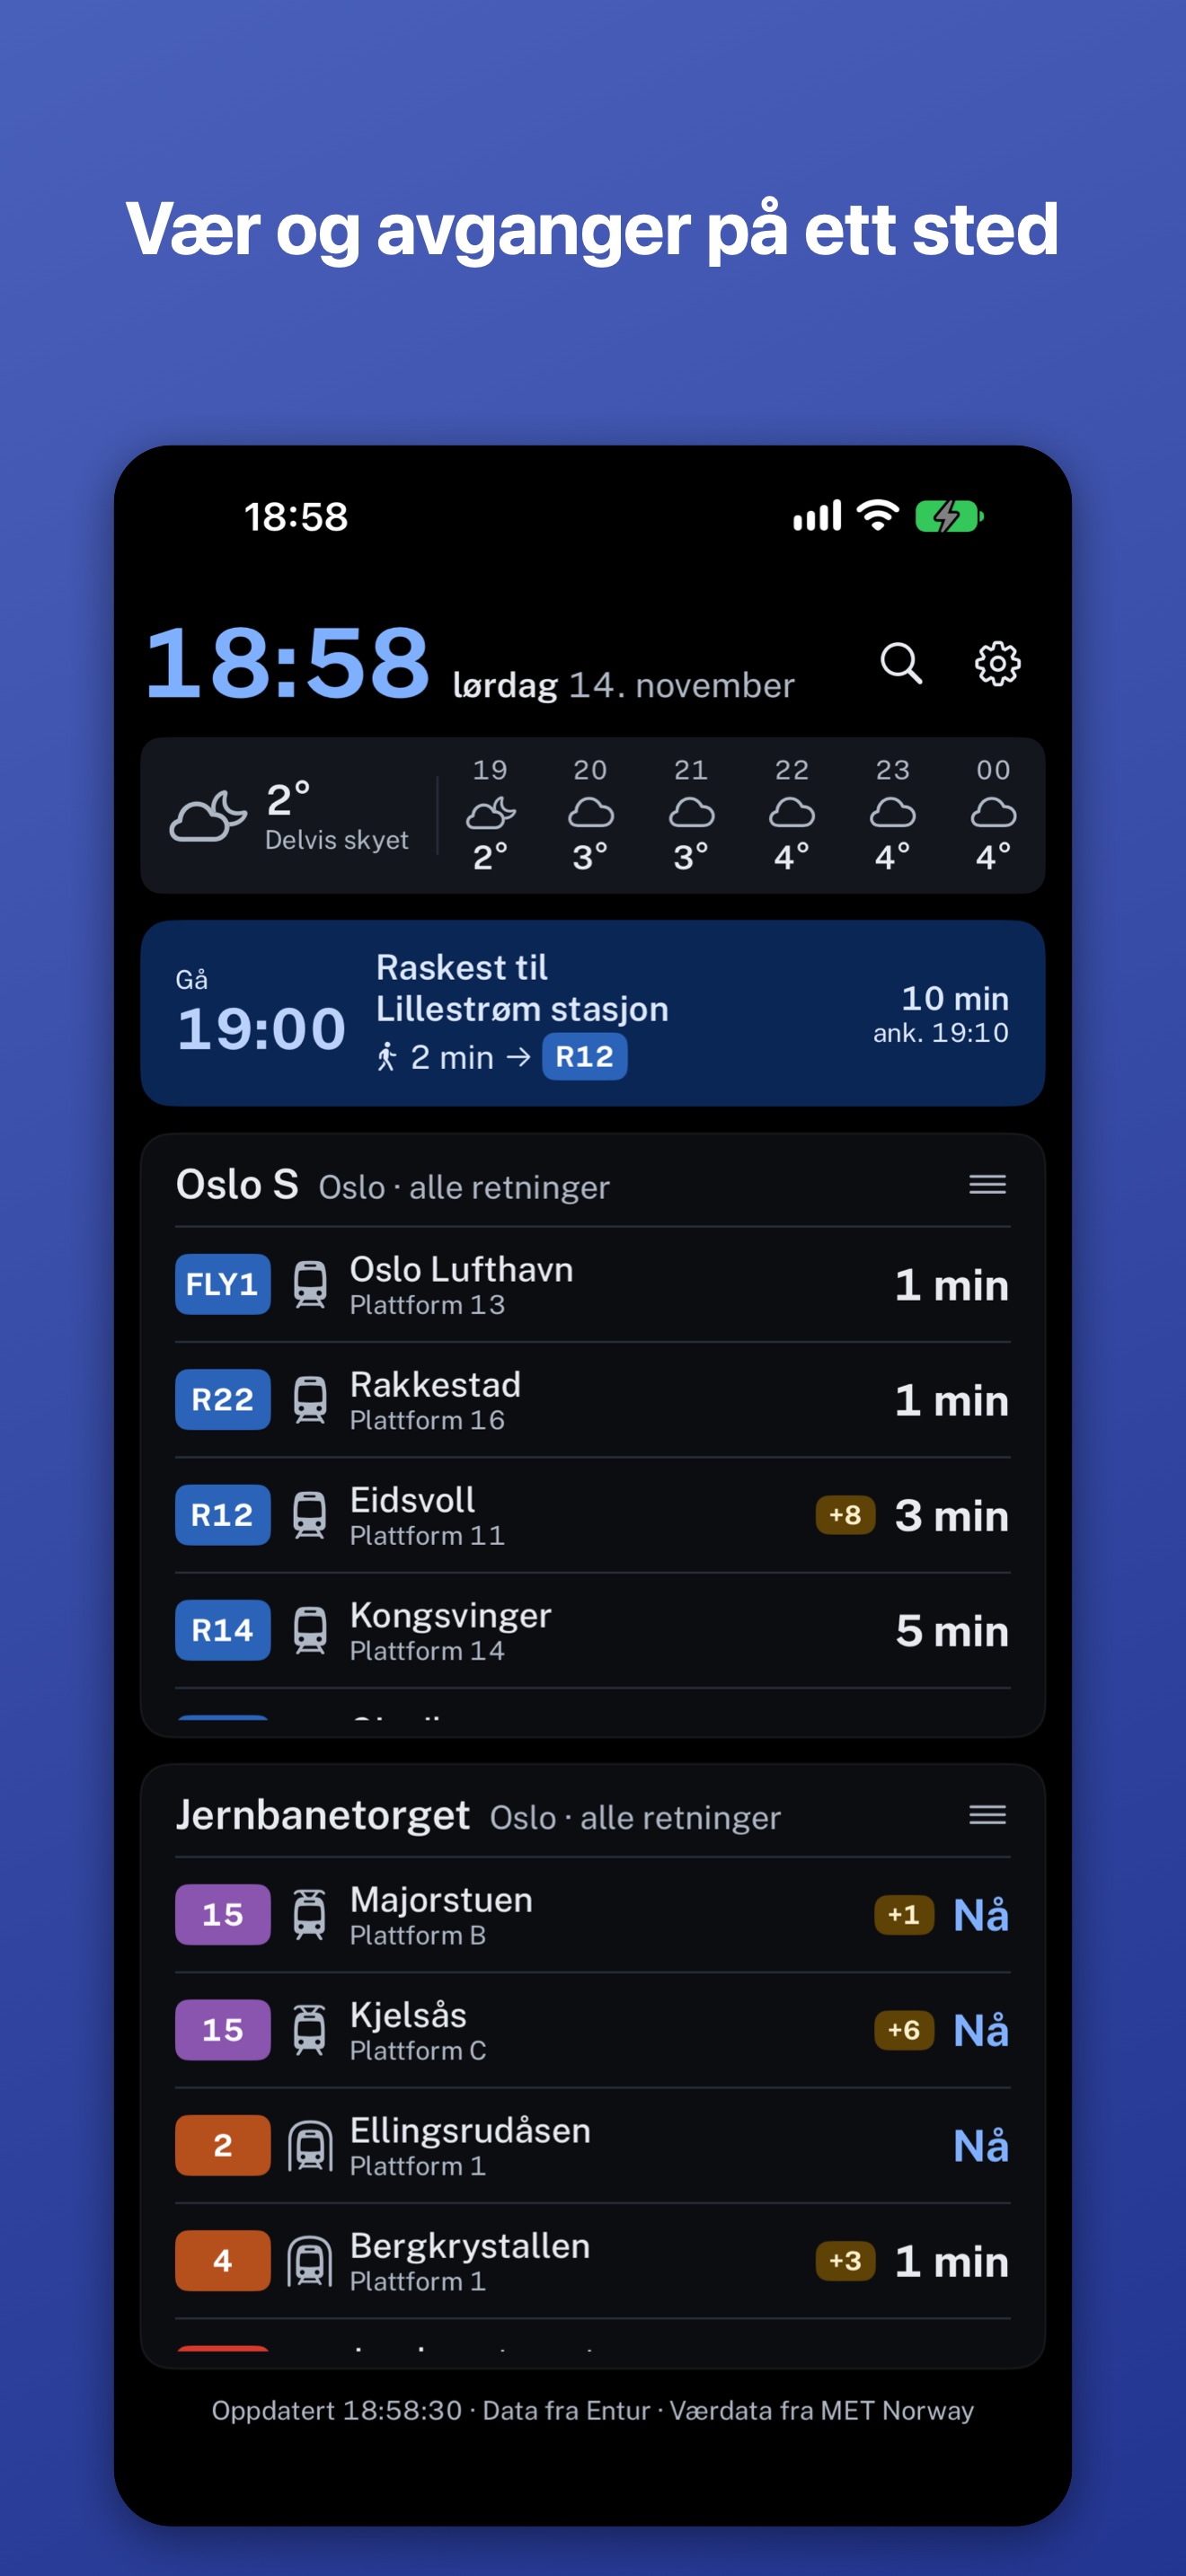 Vær og avganger på ett sted
18:58
18:58 lørdag 14. november
19 20 21 22 23 00
2°
Delvis skyet
2° 3° 3° 4° 4° 4°
Gå
19:00
Raskest til
Lillestrøm stasjon
2 min → R12
10 min
ank. 19:10
Oslo S Oslo · alle retninger
FLY1 Oslo Lufthavn 1 min
Plattform 13
R22 Rakkestad 1 min
Plattform 16
R12 Eidsvoll +8 3 min
Plattform 11
R14 Kongsvinger 5 min
Plattform 14
Jernbanetorget Oslo · alle retninger
15 Majorstuen +1 Nå
Plattform B
15 Kjelsås +6 Nå
Plattform C
2 Ellingsrudåsen Nå
Plattform 1
4 Bergkrystallen +3 1 min
Plattform 1
Oppdatert 18:58:30 · Data fra Entur · Værdata fra MET Norway